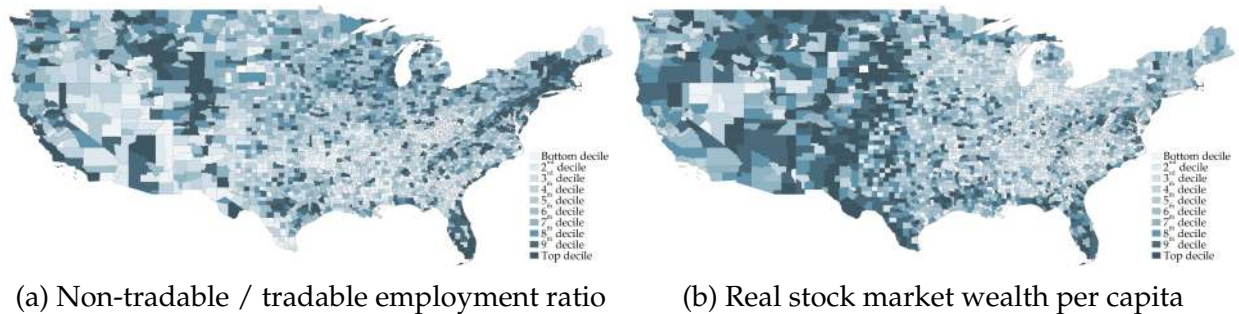 Bottom decile
2nd decile
3rd decile
4th decile
5th decile
6th decile
7th decile
8th decile
9th decile
Top decile
Bottom decile
2nd decile
3rd decile
4th decile
5th decile
6th decile
7th decile
8th decile
9th decile
Top decile
(a) Non-tradable / tradable employment ratio
(b) Real stock market wealth per capita